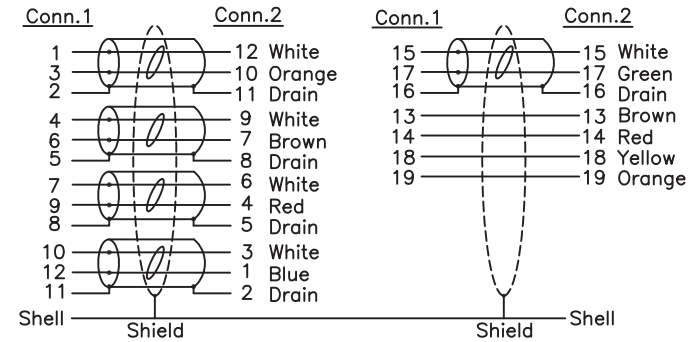 Conn.1 Conn.2
1 12 White
3 10 Orange
2 11 Drain
4 9 White
6 7 Brown
5 8 Drain
7 6 White
9 4 Red
8 5 Drain
10 3 White
12 1 Blue
11 2 Drain
Shell
Shield
Conn.1 Conn.2
15 15 White
17 17 Green
16 16 Drain
13 13 Brown
14 14 Red
18 18 Yellow
19 19 Orange
Shell
Shield